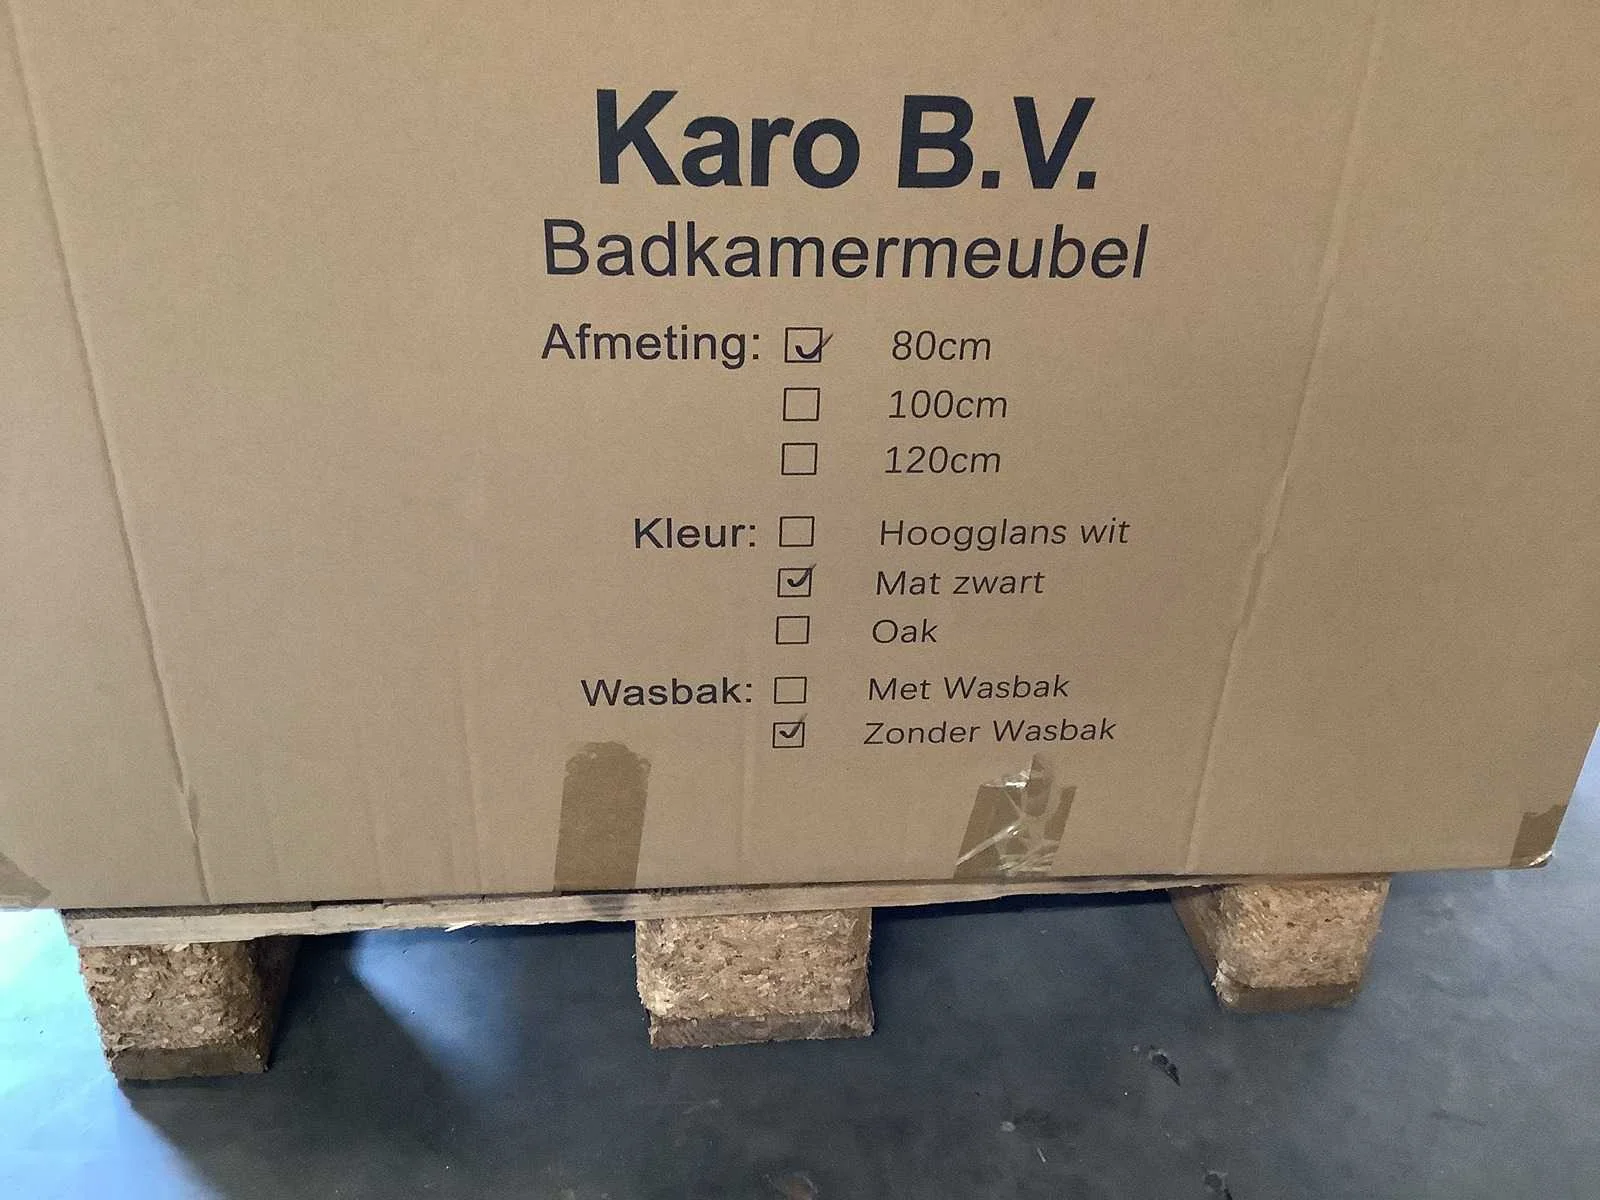 Karo B.V.
Badkamermeubel
Afmeting: ☑ 80cm
☐ 100cm
☐ 120cm
Kleur: ☐ Hoogglans wit
☑ Mat zwart
☐ Oak
Wasbak: ☐ Met Wasbak
☑ Zonder Wasbak